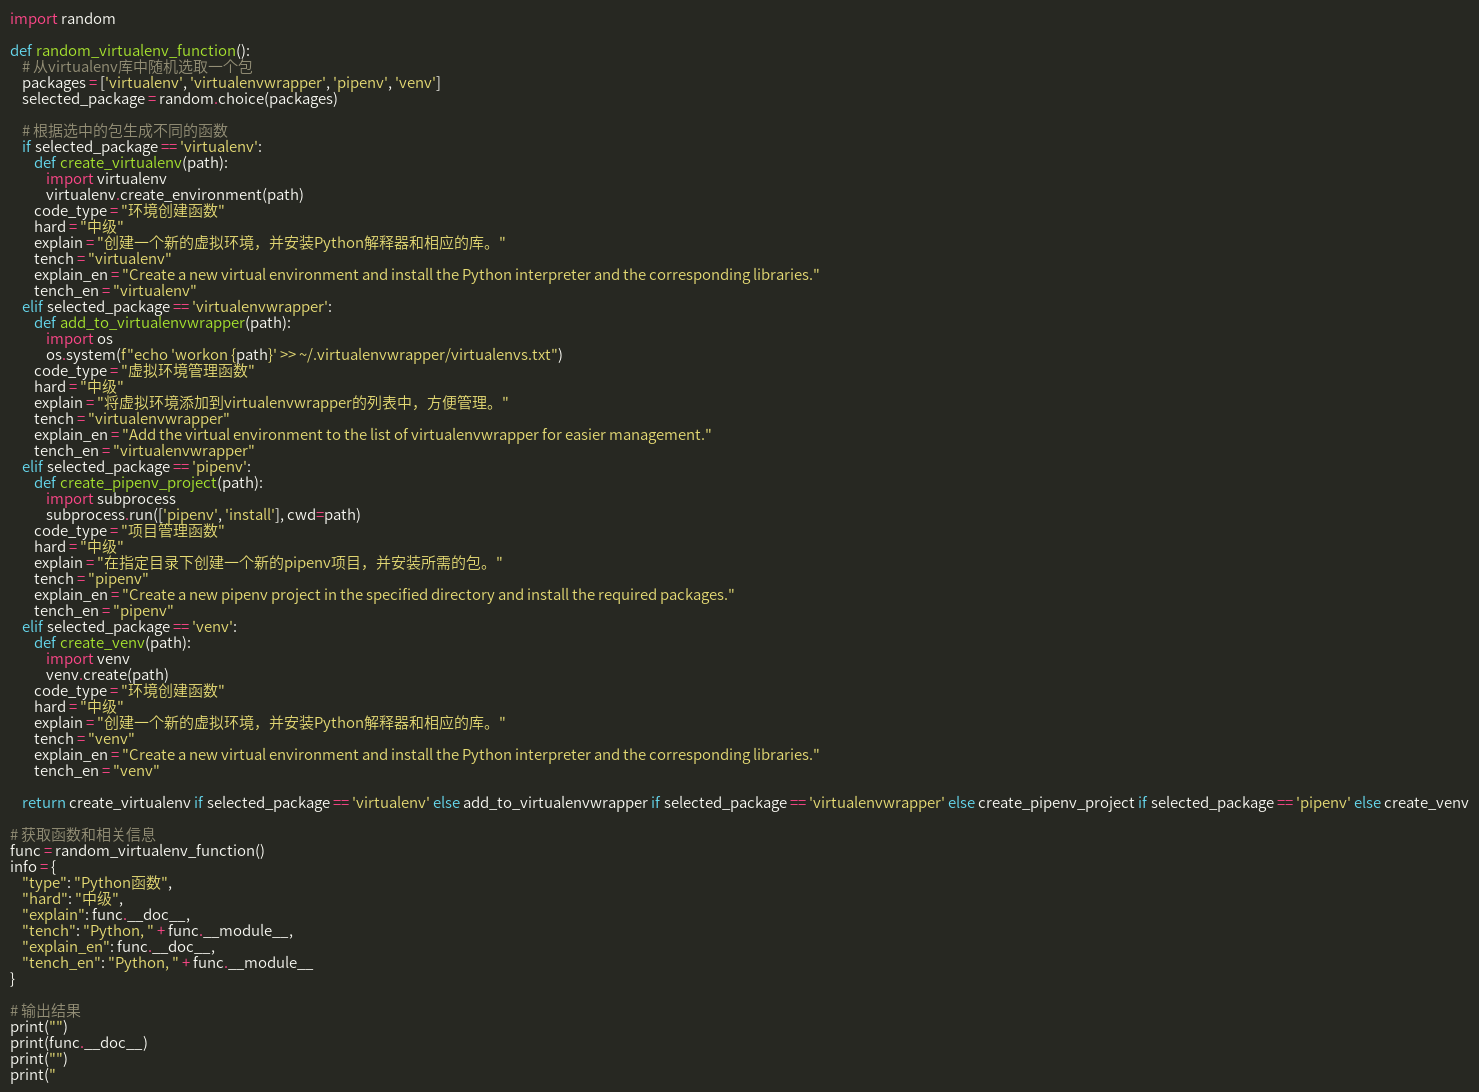 import random

def random_virtualenv_function():
    # 从virtualenv库中随机选取一个包
    packages = ['virtualenv', 'virtualenvwrapper', 'pipenv', 'venv']
    selected_package = random.choice(packages)

    # 根据选中的包生成不同的函数
    if selected_package == 'virtualenv':
        def create_virtualenv(path):
            import virtualenv
            virtualenv.create_environment(path)
        code_type = "环境创建函数"
        hard = "中级"
        explain = "创建一个新的虚拟环境，并安装Python解释器和相应的库。"
        tench = "virtualenv"
        explain_en = "Create a new virtual environment and install the Python interpreter and the corresponding libraries."
        tench_en = "virtualenv"
    elif selected_package == 'virtualenvwrapper':
        def add_to_virtualenvwrapper(path):
            import os
            os.system(f"echo 'workon {path}' >> ~/.virtualenvwrapper/virtualenvs.txt")
        code_type = "虚拟环境管理函数"
        hard = "中级"
        explain = "将虚拟环境添加到virtualenvwrapper的列表中，方便管理。"
        tench = "virtualenvwrapper"
        explain_en = "Add the virtual environment to the list of virtualenvwrapper for easier management."
        tench_en = "virtualenvwrapper"
    elif selected_package == 'pipenv':
        def create_pipenv_project(path):
            import subprocess
            subprocess.run(['pipenv', 'install'], cwd=path)
        code_type = "项目管理函数"
        hard = "中级"
        explain = "在指定目录下创建一个新的pipenv项目，并安装所需的包。"
        tench = "pipenv"
        explain_en = "Create a new pipenv project in the specified directory and install the required packages."
        tench_en = "pipenv"
    elif selected_package == 'venv':
        def create_venv(path):
            import venv
            venv.create(path)
        code_type = "环境创建函数"
        hard = "中级"
        explain = "创建一个新的虚拟环境，并安装Python解释器和相应的库。"
        tench = "venv"
        explain_en = "Create a new virtual environment and install the Python interpreter and the corresponding libraries."
        tench_en = "venv"

    return create_virtualenv if selected_package == 'virtualenv' else add_to_virtualenvwrapper if selected_package == 'virtualenvwrapper' else create_pipenv_project if selected_package == 'pipenv' else create_venv

# 获取函数和相关信息
func = random_virtualenv_function()
info = {
    "type": "Python函数",
    "hard": "中级",
    "explain": func.__doc__,
    "tench": "Python, " + func.__module__,
    "explain_en": func.__doc__,
    "tench_en": "Python, " + func.__module__
}

# 输出结果
print("")
print(func.__doc__)
print("")
print("